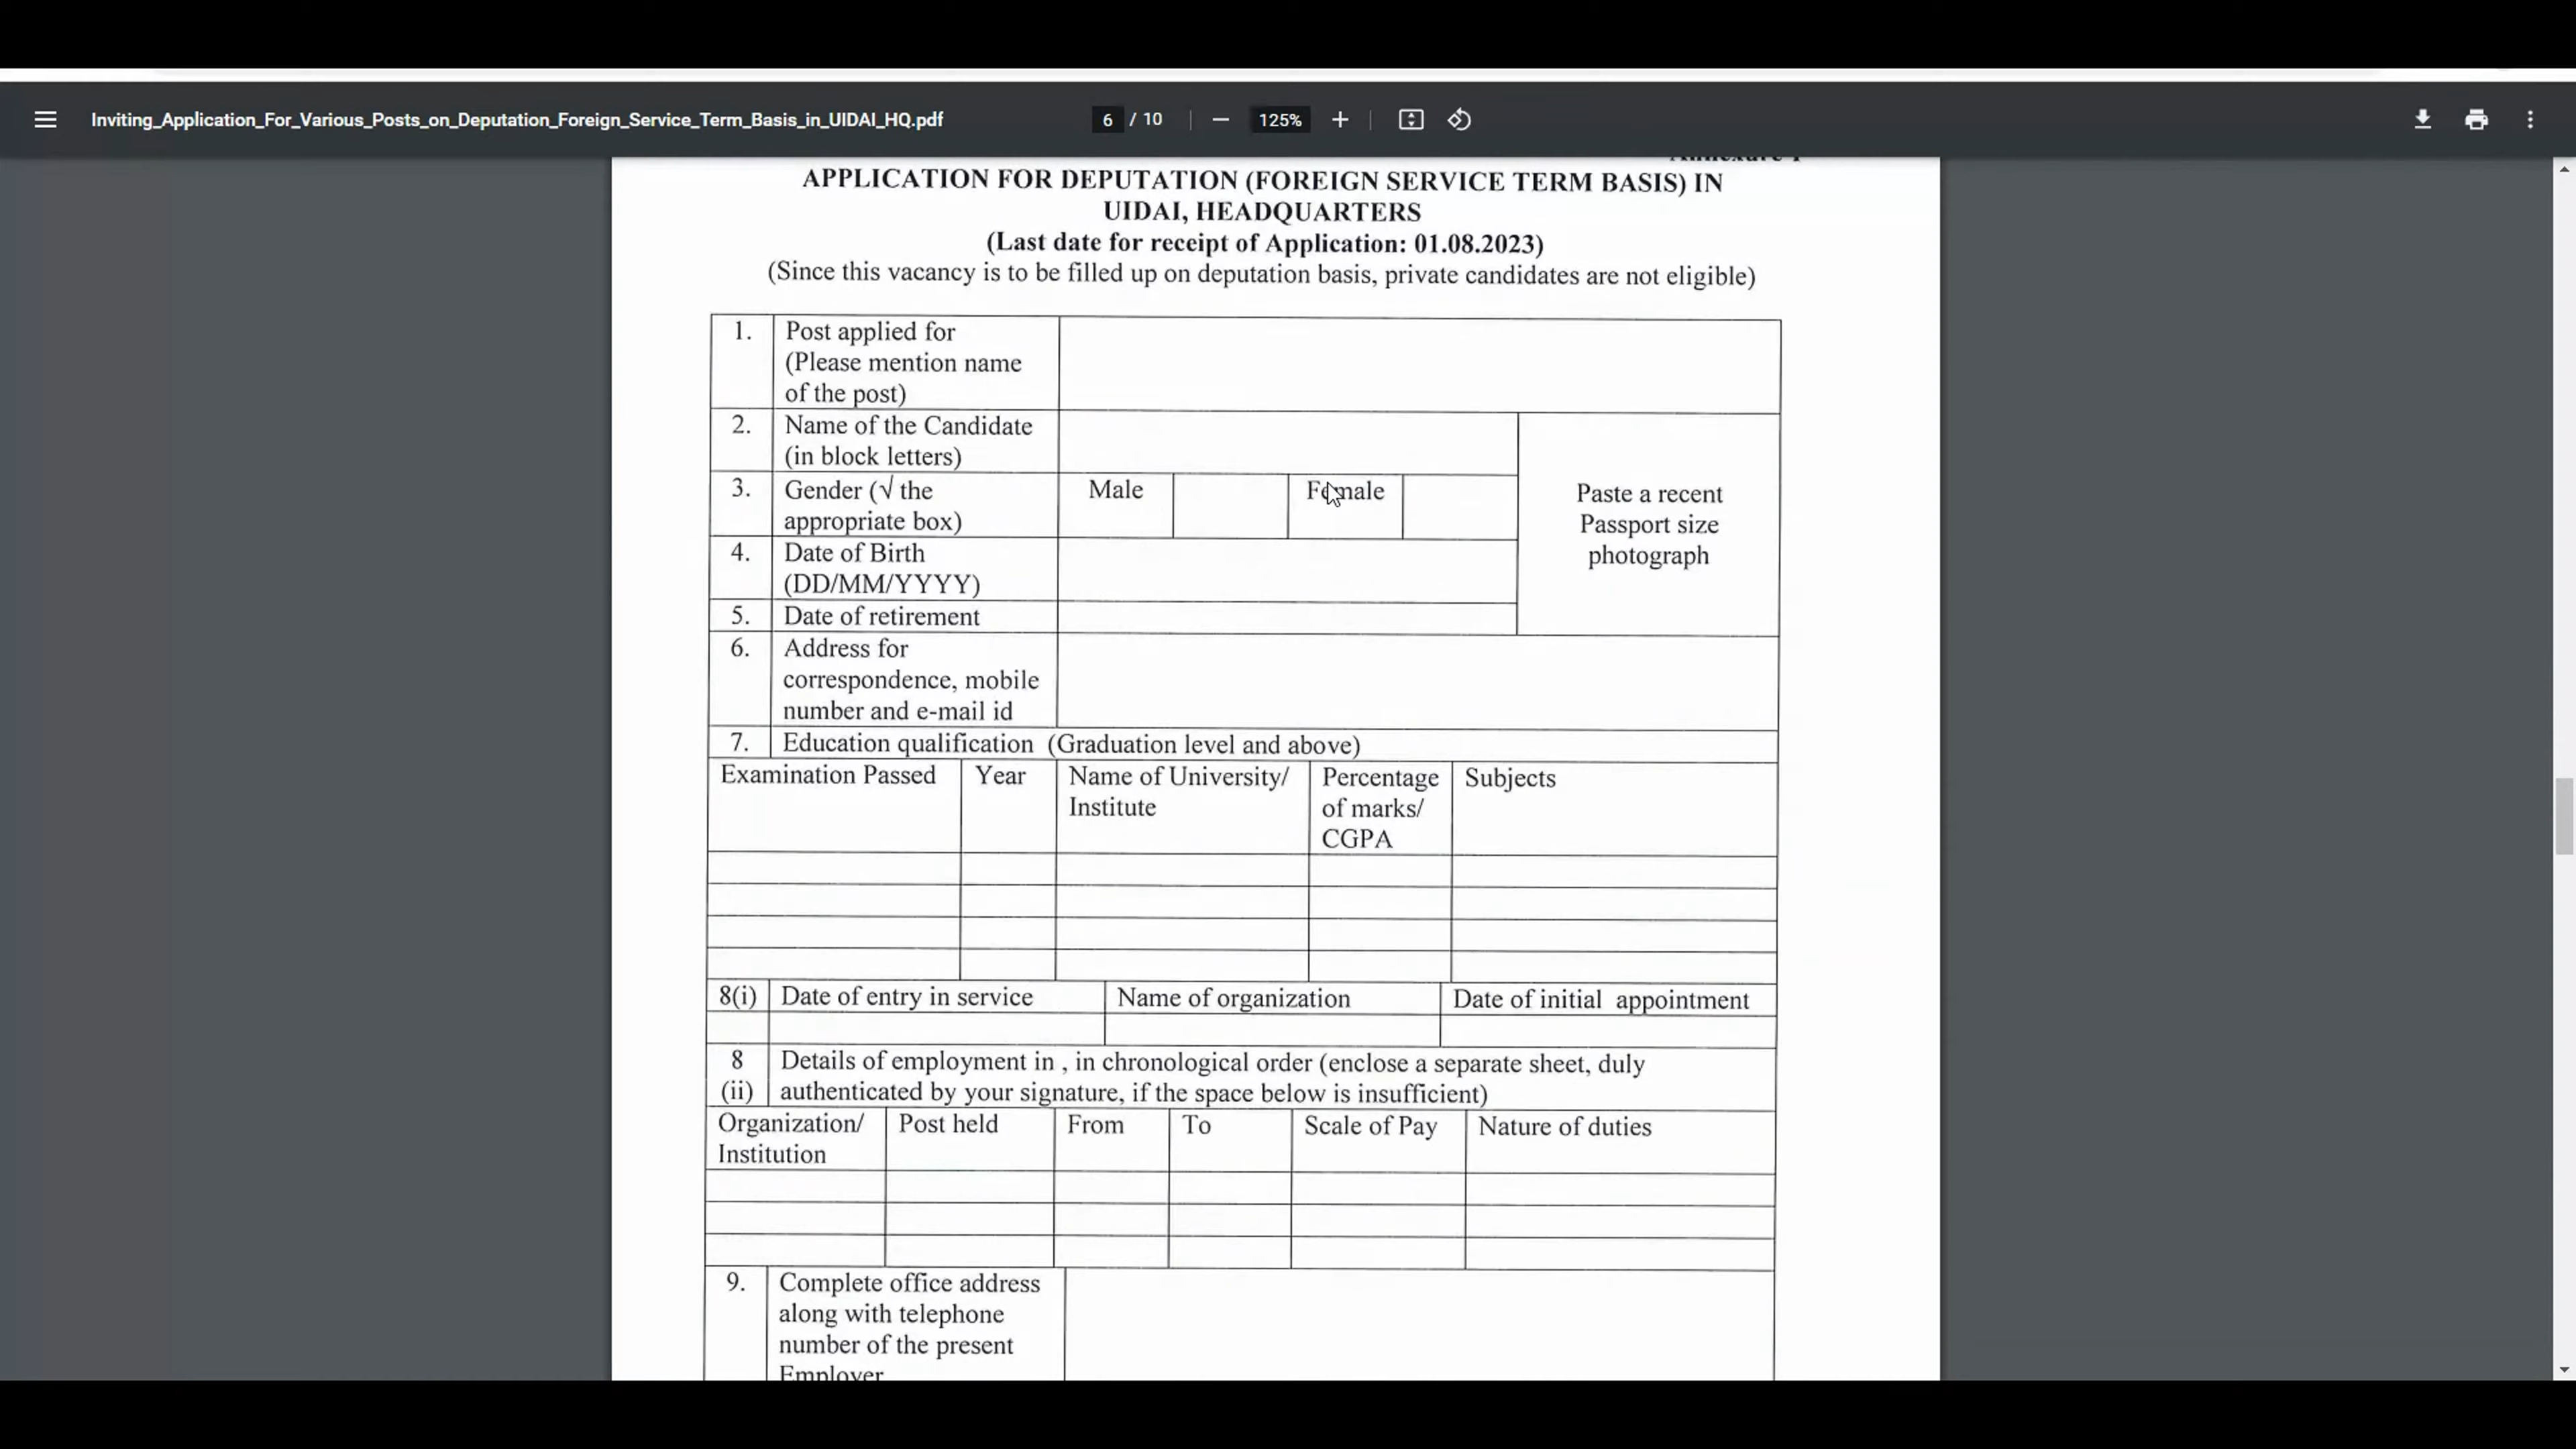 Inviting_Application_For_Various_Posts_on_Deputation_Foreign_Service_Term_Basis_in_UIDAI_HQ.pdf
6 / 10
125%
Annexure-I
APPLICATION FOR DEPUTATION (FOREIGN SERVICE TERM BASIS) IN
UIDAI, HEADQUARTERS
(Last date for receipt of Application: 01.08.2023)
(Since this vacancy is to be filled up on deputation basis, private candidates are not eligible)
1. Post applied for
(Please mention name
of the post)
2. Name of the Candidate
(in block letters)
3. Gender (√ the
appropriate box)
Male
Female
Paste a recent
Passport size
photograph
4. Date of Birth
(DD/MM/YYYY)
5. Date of retirement
6. Address for
correspondence, mobile
number and e-mail id
7. Education qualification (Graduation level and above)
Examination Passed
Year
Name of University/
Institute
Percentage
of marks/
CGPA
Subjects
8(i) Date of entry in service
Name of organization
Date of initial appointment
8 Details of employment in , in chronological order (enclose a separate sheet, duly
(ii) authenticated by your signature, if the space below is insufficient)
Organization/
Institution
Post held
From
To
Scale of Pay
Nature of duties
9. Complete office address
along with telephone
number of the present
Employer